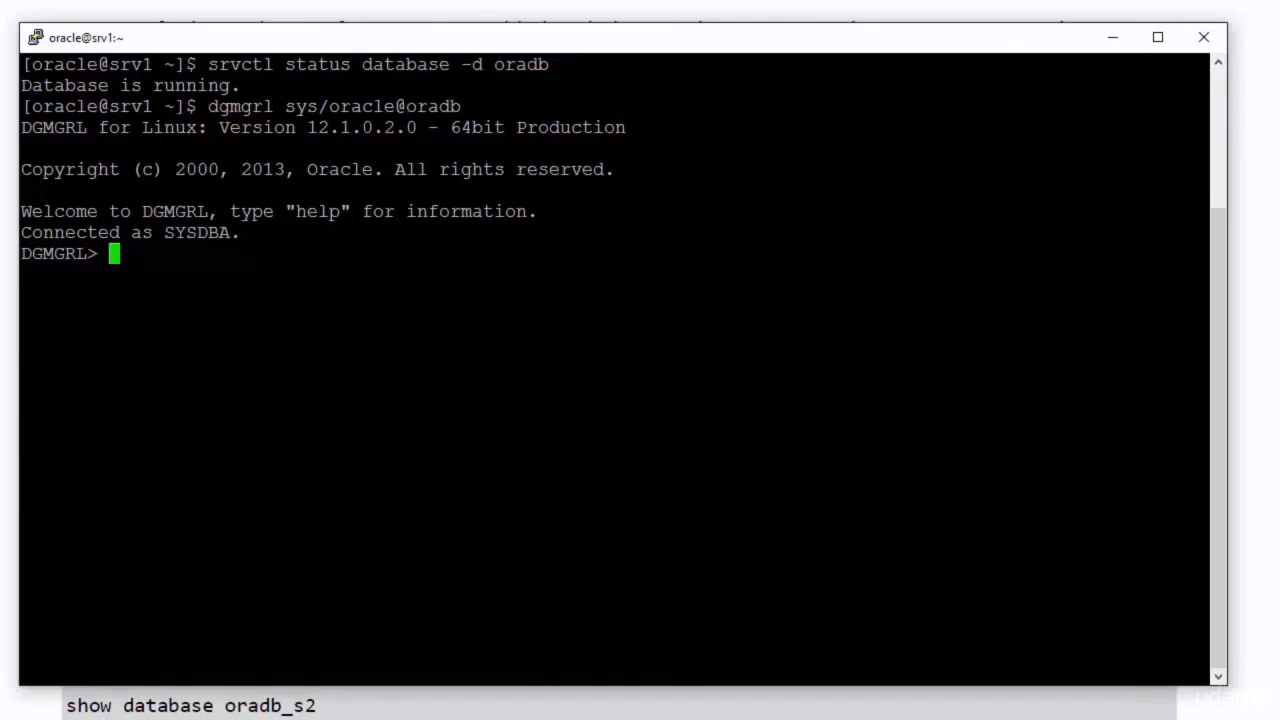 oracle@srv1:~
[oracle@srv1 ~]$ srvctl status database -d oradb
Database is running.
[oracle@srv1 ~]$ dgmgrl sys/oracle@oradb
DGMGRL for Linux: Version 12.1.0.2.0 - 64bit Production
Copyright (c) 2000, 2013, Oracle. All rights reserved.
Welcome to DGMGRL, type "help" for information.
Connected as SYSDBA.
DGMGRL>
show database oradb_s2
udemy